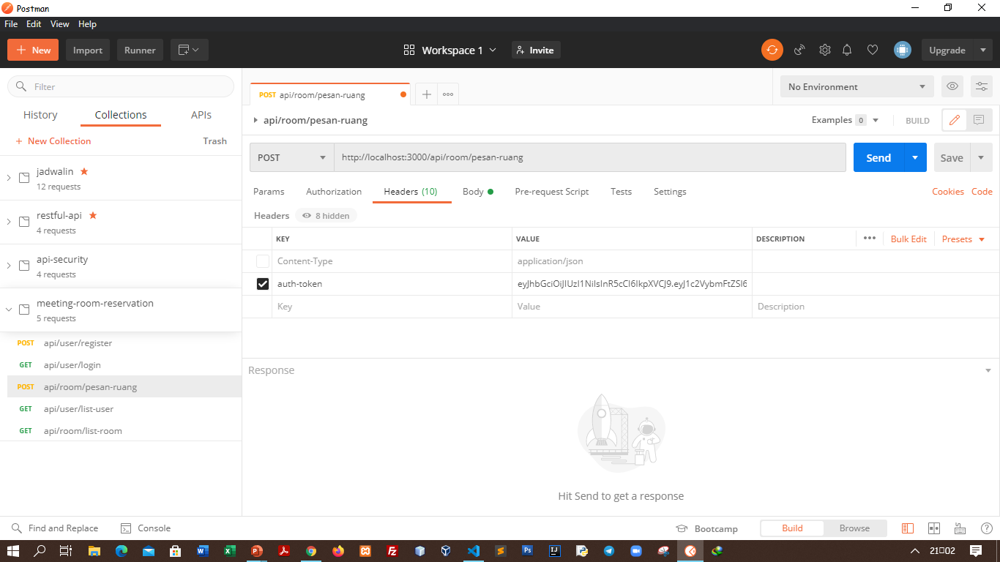 Postman
File Edit View Help
+ New Import Runner Workspace 1 Invite Upgrade
Filter
History Collections APIs
+ New Collection Trash
jadwalin
12 requests
restful-api
4 requests
api-security
4 requests
meeting-room-reservation
5 requests
POST api/user/register
GET api/user/login
POST api/room/pesan-ruang
GET api/user/list-user
GET api/room/list-room
POST api/room/pesan-ruang
No Environment
api/room/pesan-ruang Examples 0 BUILD
POST http://localhost:3000/api/room/pesan-ruang Send Save
Params Authorization Headers (10) Body Pre-request Script Tests Settings Cookies Code
Headers 8 hidden
KEY VALUE DESCRIPTION Bulk Edit Presets
Content-Type application/json
auth-token
Key Value Description
Response
Hit Send to get a response
Find and Replace Console Bootcamp Build Browse
21□02